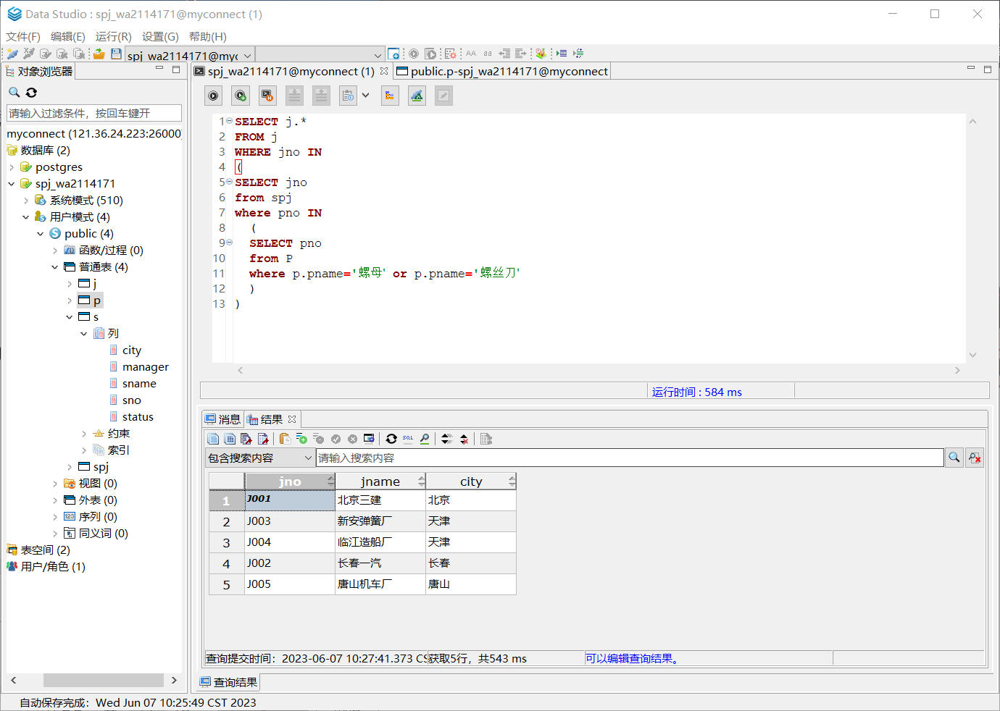 Data Studio : spj_wa2114171@myconnect (1)
文件(F) 编辑(E) 运行(R) 设置(G) 帮助(H)
spj_wa2114171@my
对象浏览器
请输入过滤条件，按回车键开
myconnect (121.36.24.223:26000)
数据库 (2)
postgres
spj_wa2114171
系统模式 (510)
用户模式 (4)
public (4)
函数/过程 (0)
普通表 (4)
j
p
s
列
city
manager
sname
sno
status
约束
索引
spj
视图 (0)
外表 (0)
序列 (0)
同义词 (0)
表空间 (2)
用户/角色 (1)
spj_wa2114171@myconnect (1) public.p-spj_wa2114171@myconnect
1 SELECT j.*
2 FROM j
3 WHERE jno IN
4 (
5 SELECT jno
6 from spj
7 where pno IN
8 (
9 SELECT pno
10 from P
11 where p.pname='螺母' or p.pname='螺丝刀'
12 )
13 )
运行时间 : 584 ms
消息 结果
包含搜索内容 请输入搜索内容
jno jname city
1 J001 北京三建 北京
2 J003 新安弹簧厂 天津
3 J004 临江造船厂 天津
4 J002 长春一汽 长春
5 J005 唐山机车厂 唐山
查询提交时间：2023-06-07 10:27:41.373 CS 获取5行，共543 ms 可以编辑查询结果。
查询结果
自动保存完成：Wed Jun 07 10:25:49 CST 2023